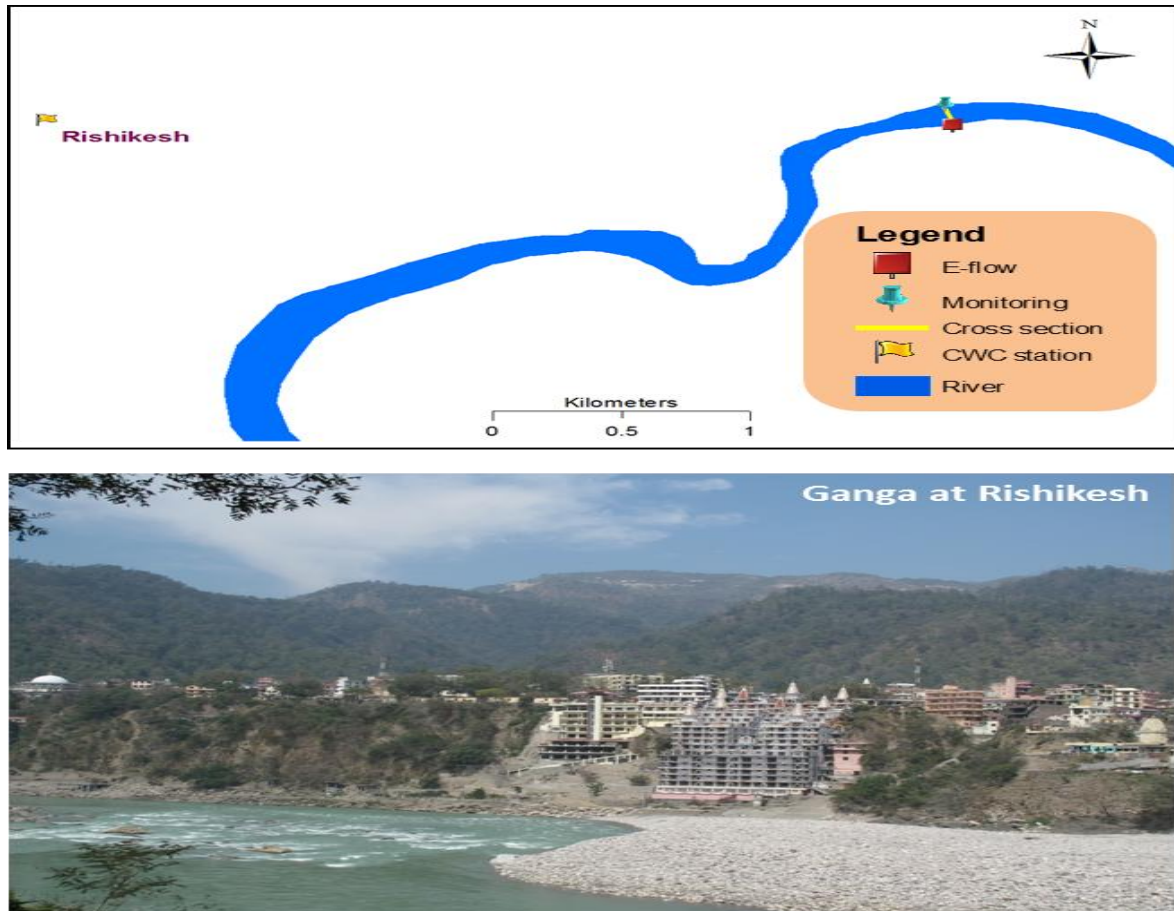 N
Rishikesh
Legend
E-flow
Monitoring
Cross section
CWC station
River
Kilometers
0 0.5 1
Ganga at Rishikesh